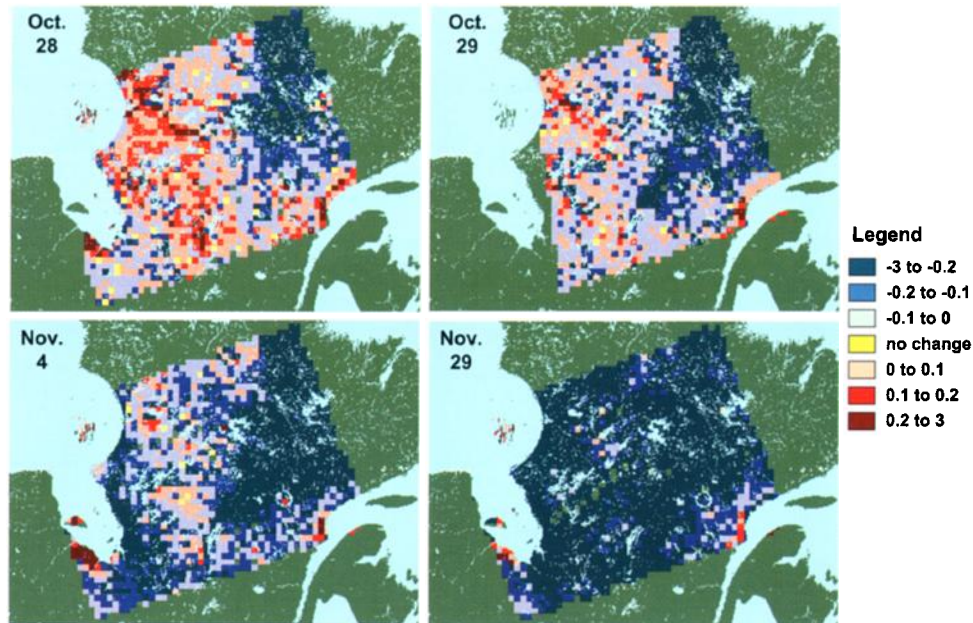 Oct.
28
Oct.
29
Nov.
4
Nov.
29
Legend
-3 to -0.2
-0.2 to -0.1
-0.1 to 0
no change
0 to 0.1
0.1 to 0.2
0.2 to 3